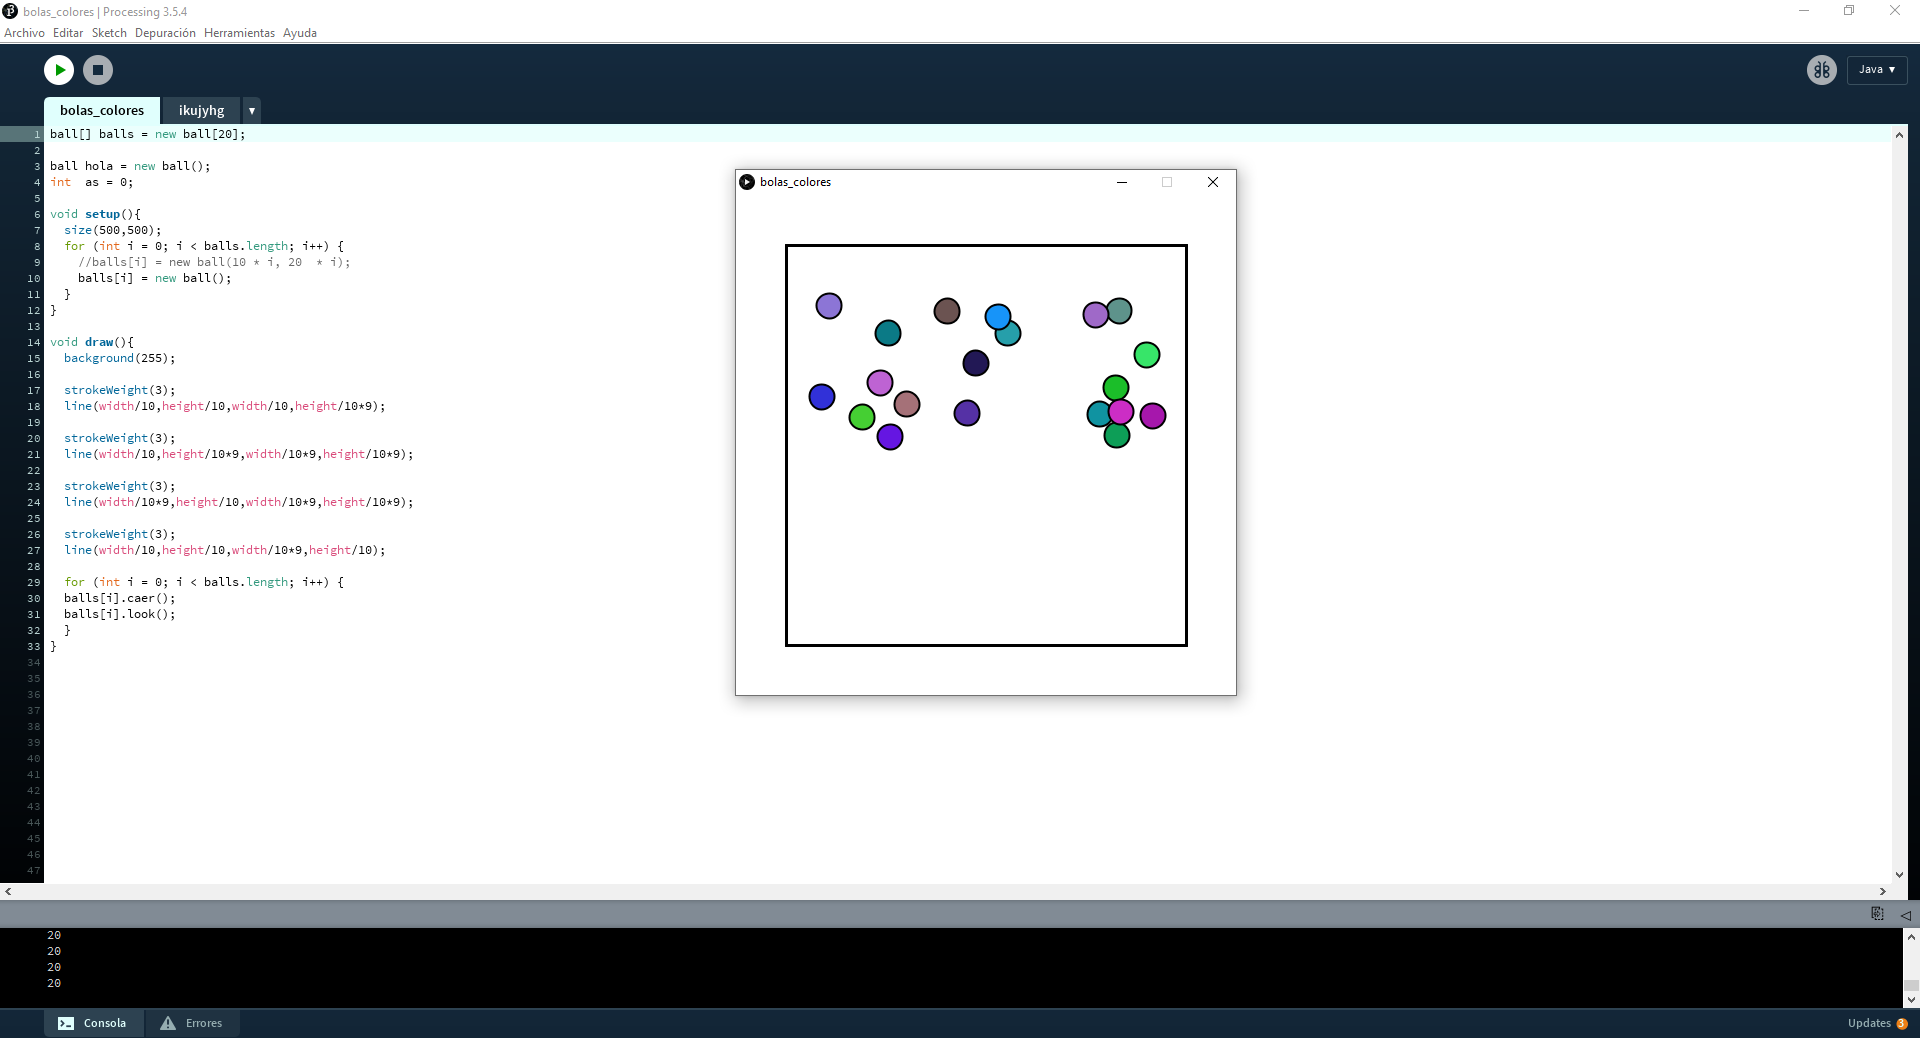 bolas_colores | Processing 3.5.4
Archivo Editar Sketch Depuración Herramientas Ayuda
Java ▼
bolas_colores ikujyhg ▼
1 ball[] balls = new ball[20];
2
3 ball hola = new ball();
4 int  as = 0;
5
6 void setup(){
7   size(500,500);
8   for (int i = 0; i < balls.length; i++) {
9     //balls[i] = new ball(10 * i, 20  * i);
10     balls[i] = new ball();
11   }
12 }
13
14 void draw(){
15   background(255);
16
17   strokeWeight(3);
18   line(width/10,height/10,width/10,height/10*9);
19
20   strokeWeight(3);
21   line(width/10,height/10*9,width/10*9,height/10*9);
22
23   strokeWeight(3);
24   line(width/10*9,height/10,width/10*9,height/10*9);
25
26   strokeWeight(3);
27   line(width/10,height/10,width/10*9,height/10);
28
29   for (int i = 0; i < balls.length; i++) {
30   balls[i].caer();
31   balls[i].look();
32   }
33 }
34
35
36
37
38
39
40
41
42
43
44
45
46
47
bolas_colores
20
20
20
20
Consola Errores
Updates 3